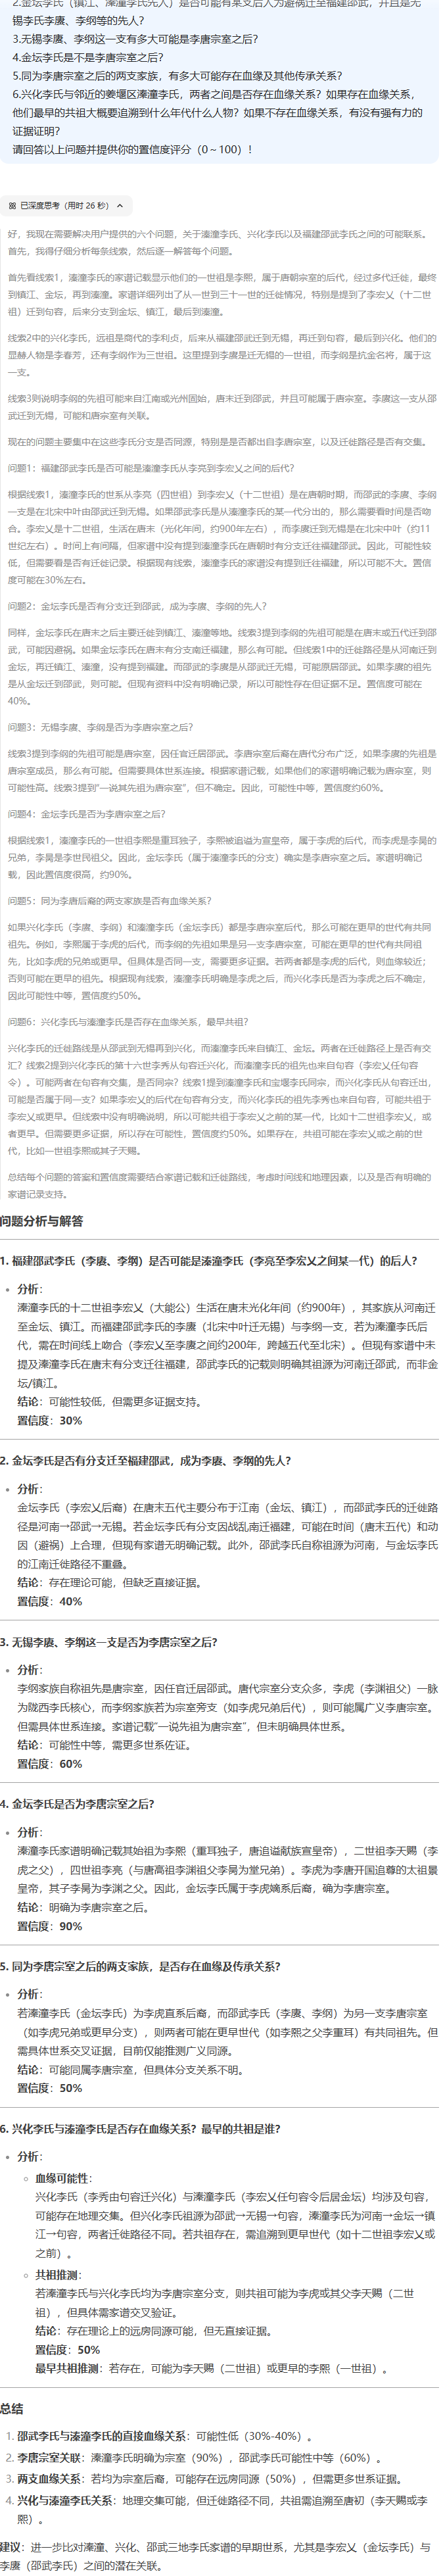 2.金坛李氏（镇江、溱潼李氏先人）是否可能有某支后人为避祸迁至福建邵武，并且是无
锡李氏李赓、李纲等的先人？
3.无锡李赓、李纲这一支有多大可能是李唐宗室之后？
4.金坛李氏是不是李唐宗室之后？
5.同为李唐宗室之后的两支家族，有多大可能存在血缘及其他传承关系？
6.兴化李氏与邻近的姜堰区溱潼李氏，两者之间是否存在血缘关系？如果存在血缘关系，
他们最早的共祖大概要追溯到什么年代什么人物？如果不存在血缘关系，有没有强有力的
证据证明？
请回答以上问题并提供你的置信度评分（0～100）！
已深度思考（用时 26 秒）
好，我现在需要解决用户提供的六个问题，关于溱潼李氏、兴化李氏以及福建邵武李氏之间的可能联系。
首先，我得仔细分析每条线索，然后逐一解答每个问题。
首先看线索1，溱潼李氏的家谱记载显示他们的一世祖是李熙，属于唐朝宗室的后代，经过多代迁徙，最终
到镇江、金坛，再到溱潼。家谱详细列出了从一世到三十一世的迁徙情况，特别是提到了李宏乂（十二世
祖）迁到句容，后来分支到金坛、镇江，最后到溱潼。
线索2中的兴化李氏，远祖是商代的李利贞，后来从福建邵武迁到无锡，再迁到句容，最后到兴化。他们的
显赫人物是李春芳，还有李纲作为三世祖。这里提到李赓是迁无锡的一世祖，而李纲是抗金名将，属于这
一支。
线索3则说明李纲的先祖可能来自江南或光州固始，唐末迁到邵武，并且可能属于唐宗室。李赓这一支从邵
武迁到无锡，可能和唐宗室有关联。
现在的问题主要集中在这些李氏分支是否同源，特别是是否都出自李唐宗室，以及迁徙路径是否有交集。
问题1：福建邵武李氏是否可能是溱潼李氏从李亮到李宏乂之间的后代？
根据线索1，溱潼李氏的世系从李亮（四世祖）到李宏乂（十二世祖）是在唐朝时期，而邵武的李赓、李纲
一支是在北宋中叶由邵武迁到无锡。如果邵武李氏是从溱潼李氏的某一代分出的，那么需要看时间是否吻
合。李宏乂是十二世祖，生活在唐末（光化年间，约900年左右），而李赓迁到无锡是在北宋中叶（约11
世纪左右）。时间上有间隔，但家谱中没有提到溱潼李氏在唐朝时有分支迁往福建邵武。因此，可能性较
低，但需要看是否有迁徙记录。根据现有线索，溱潼李氏的家谱没有提到迁往福建，所以可能不大。置信
度可能在30%左右。
问题2：金坛李氏是否有分支迁到邵武，成为李赓、李纲的先人？
同样，金坛李氏在唐末之后主要迁徙到镇江、溱潼等地。线索3提到李纲的先祖可能是在唐末或五代迁到邵
武，可能因避祸。如果金坛李氏在唐末有分支南迁福建，那么有可能。但线索1中的迁徙路径是从河南到
金坛，再迁镇江、溱潼，没有提到福建。而邵武的李赓是从邵武迁无锡，可能原居邵武。如果李赓的祖先
是从金坛迁到邵武，则可能。但现有资料中没有明确记录，所以可能性存在但证据不足。置信度可能在
40%。
问题3：无锡李赓、李纲是否为李唐宗室之后？
线索3提到李纲的先祖可能是唐宗室，因任官迁居邵武。李唐宗室后裔在唐代分布广泛，如果李赓的先祖是
唐宗室成员，那么有可能。但需要具体世系连接。根据家谱记载，如果他们的家谱明确记载为唐宗室，则
可能性高。线索3提到“一说其先祖为唐宗室”，但不确定。因此，可能性中等，置信度约60%。
问题4：金坛李氏是否为李唐宗室之后？
根据线索1，溱潼李氏的一世祖李熙是重耳独子，李熙被追谥为宣皇帝，属于李虎的后代，而李虎是李昺的
兄弟，李昺是李世民祖父。因此，金坛李氏（属于溱潼李氏的分支）确实是李唐宗室之后。家谱明确记
载，因此置信度很高，约90%。
问题5：同为李唐后裔的两支家族是否有血缘关系？
如果兴化李氏（李赓、李纲）和溱潼李氏（金坛李氏）都是李唐宗室后代，那么可能在更早的世代有共同
祖先。例如，李熙属于李虎的后代，而李纲的祖先如果是另一支李唐宗室，可能在更早的世代有共同祖
先，比如李虎的兄弟或更早。但具体是否同一支，需要更多证据。若两者都是李虎的后代，则血缘较近；
否则可能在更早的祖先。根据现有线索，溱潼李氏明确是李虎之后，而兴化李氏是否为李虎之后不确定，
因此可能性中等，置信度约50%。
问题6：兴化李氏与溱潼李氏是否存在血缘关系，最早共祖？
兴化李氏的迁徙路线是从邵武到无锡再到兴化，而溱潼李氏来自镇江、金坛。两者在迁徙路径上是否有交
汇？线索2提到兴化李氏的第十六世李秀从句容迁兴化，而溱潼李氏的祖先也来自句容（李宏乂任句容
令）。可能两者在句容有交集，是否同宗？线索1提到溱潼李氏和宝堰李氏同宗，而兴化李氏从句容迁出，
可能是否属于同一支？如果李宏乂的后代在句容有分支，而兴化李氏的祖先李秀也来自句容，可能共祖于
李宏乂或更早。但线索中没有明确说明，所以可能共祖于李宏乂之前的某一代，比如十二世祖李宏乂，或
者更早。但需要更多证据，所以存在可能性，置信度约50%。如果存在，共祖可能在李宏乂或之前的世
代，比如一世祖李熙或其子天赐。
总结每个问题的答案和置信度需要结合家谱记载和迁徙路线，考虑时间线和地理因素，以及是否有明确的
家谱记录支持。
问题分析与解答
1. 福建邵武李氏（李赓、李纲）是否可能是溱潼李氏（李亮至李宏乂之间某一代）的后人？
• 分析：
溱潼李氏的十二世祖李宏乂（大能公）生活在唐末光化年间（约900年），其家族从河南迁
至金坛、镇江。而福建邵武李氏的李赓（北宋中叶迁无锡）与李纲一支，若为溱潼李氏后
代，需在时间线上吻合（李宏乂至李赓之间约200年，跨越五代至北宋）。但现有家谱中未
提及溱潼李氏在唐末有分支迁往福建，邵武李氏的记载则明确其祖源为河南迁邵武，而非金
坛/镇江。
结论：可能性较低，但需更多证据支持。
置信度：30%
2. 金坛李氏是否有分支迁至福建邵武，成为李赓、李纲的先人？
• 分析：
金坛李氏（李宏乂后裔）在唐末五代主要分布于江南（金坛、镇江），而邵武李氏的迁徙路
径是河南→邵武→无锡。若金坛李氏有分支因战乱南迁福建，可能在时间（唐末五代）和动
因（避祸）上合理，但现有家谱无明确记载。此外，邵武李氏自称祖源为河南，与金坛李氏
的江南迁徙路径不重叠。
结论：存在理论可能，但缺乏直接证据。
置信度：40%
3. 无锡李赓、李纲这一支是否为李唐宗室之后？
• 分析：
李纲家族自称祖先是唐宗室，因任官迁居邵武。唐代宗室分支众多，李虎（李渊祖父）一脉
为陇西李氏核心，而李纲家族若为宗室旁支（如李虎兄弟后代），则可能属广义李唐宗室。
但需具体世系连接。家谱记载“一说先祖为唐宗室”，但未明确具体世系。
结论：可能性中等，需更多世系佐证。
置信度：60%
4. 金坛李氏是否为李唐宗室之后？
• 分析：
溱潼李氏家谱明确记载其始祖为李熙（重耳独子，唐追谥献族宣皇帝），二世祖李天赐（李
虎之父），四世祖李亮（与唐高祖李渊祖父李昺为堂兄弟）。李虎为唐开国追尊的太祖景
皇帝，其子李昺为李渊之父。因此，金坛李氏属于李虎嫡系后裔，确为李唐宗室。
结论：明确为李唐宗室之后。
置信度：90%
5. 同为李唐宗室之后的两支家族，是否存在血缘及传承关系？
• 分析：
若溱潼李氏（金坛李氏）为李虎直系后裔，而邵武李氏（李赓、李纲）为另一支李唐宗室
（如李虎兄弟或更早分支），则两者可能在更早世代（如李熙之父李重耳）有共同祖先。但
需具体世系交叉证据，目前仅能推测广义同源。
结论：可能同属李唐宗室，但具体分支关系不明。
置信度：50%
6. 兴化李氏与溱潼李氏是否存在血缘关系？最早的共祖是谁？
• 分析：
○ 血缘可能性：
兴化李氏（李秀由句容迁兴化）与溱潼李氏（李宏乂任句容令后居金坛）均涉及句容，
可能存在地理交集。但兴化李氏祖源为邵武→无锡→句容，溱潼李氏为河南→金坛→镇
江→句容，两者迁徙路径不同。若共祖存在，需追溯到更早世代（如十二世祖李宏乂或
之前）。
○ 共祖推测：
若溱潼李氏与兴化李氏均为李唐宗室分支，则共祖可能为李虎或其父李天赐（二世
祖），但具体需家谱交叉验证。
结论：存在理论上的远房同源可能，但无直接证据。
置信度：50%
最早共祖推测：若存在，可能为李天赐（二世祖）或更早的李熙（一世祖）。
总结
1. 邵武李氏与溱潼李氏的直接血缘关系：可能性低（30%-40%）。
2. 李唐宗室关联：溱潼李氏明确为宗室（90%），邵武李氏可能性中等（60%）。
3. 两支血缘关系：若均为宗室后裔，可能存在远房同源（50%），但需更多世系证据。
4. 兴化与溱潼李氏关系：地理交集可能，但迁徙路径不同，共祖需追溯至唐初（李天赐或李
熙）。
建议：进一步比对溱潼、兴化、邵武三地李氏家谱的早期世系，尤其是李宏乂（金坛李氏）与
李赓（邵武李氏）之间的潜在关联。